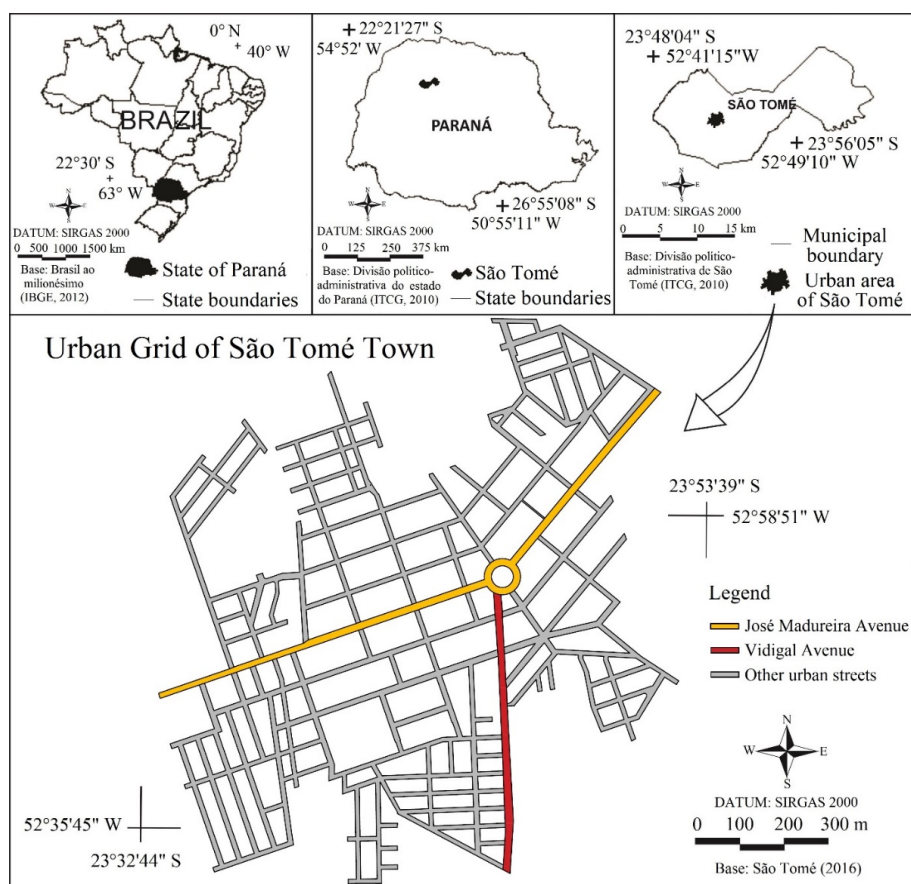 0° N
40° W
BRAZIL
22°30' S
63° W
N
W E
S
DATUM: SIRGAS 2000
0 500 1000 1500 km
Base: Brasil ao
milionésimo
(IBGE, 2012)
State of Paraná
State boundaries
22°21'27" S
54°52' W
PARANÁ
26°55'08" S
50°55'11" W
N
W E
S
DATUM: SIRGAS 2000
0 125 250 375 km
Base: Divisão político-
administrativa do estado
do Paraná (ITCG, 2010)
São Tomé
State boundaries
23°48'04" S
52°41'15"W
SÃO TOMÉ
23°56'05" S
52°49'10" W
N
W E
S
DATUM: SIRGAS 2000
0 5 10 15 km
Base: Divisão político-
administrativa de São
Tomé (ITCG, 2010)
Municipal
boundary
Urban area
of São Tomé
Urban Grid of São Tomé Town
23°53'39" S
52°58'51" W
Legend
José Madureira Avenue
Vidigal Avenue
Other urban streets
N
W E
S
DATUM: SIRGAS 2000
0 100 200 300 m
Base: São Tomé (2016)
52°35'45" W
23°32'44" S